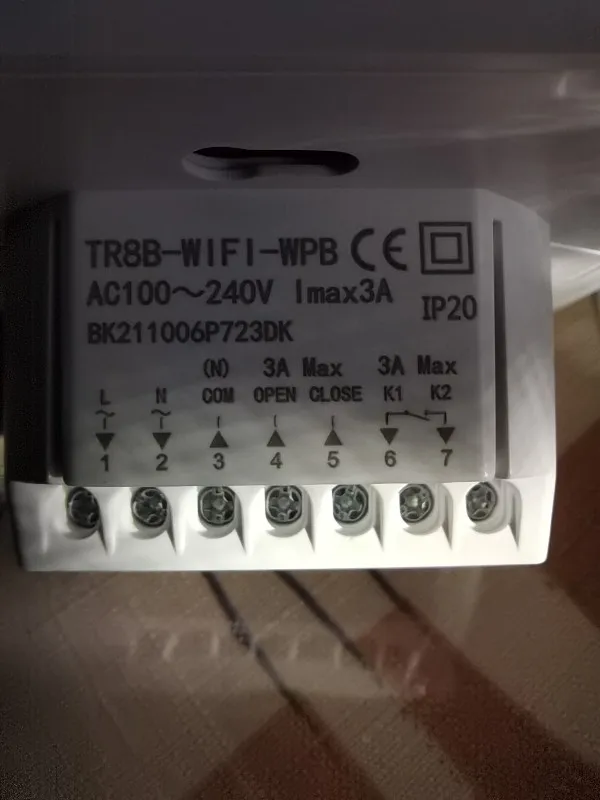 TR8B-WIFI-WPB CE
AC100～240V Imax3A IP20
BK211006P723DK
(N) 3A Max 3A Max
L N COM OPEN CLOSE K1 K2
~ ~
1 2 3 4 5 6 7